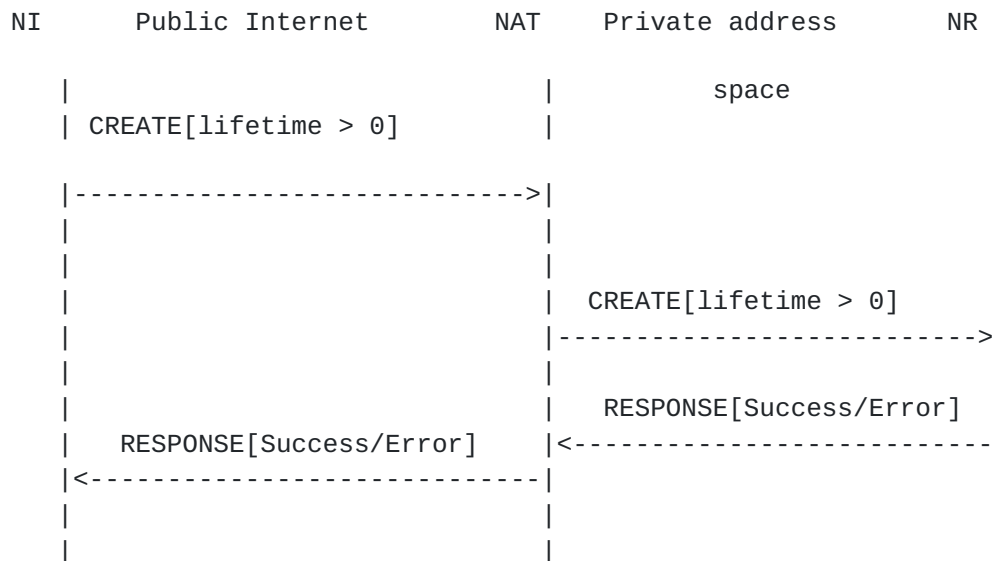 NI      Public Internet        NAT    Private address       NR
   |                              |          space
   | CREATE[lifetime > 0]         |
   |----------------------------->|
   |                              |
   |                              |
   |                              |  CREATE[lifetime > 0]
   |                              |--------------------------->
   |                              |
   |                              |   RESPONSE[Success/Error]
   |   RESPONSE[Success/Error]    |<---------------------------
   |<-----------------------------|
   |                              |
   |                              |